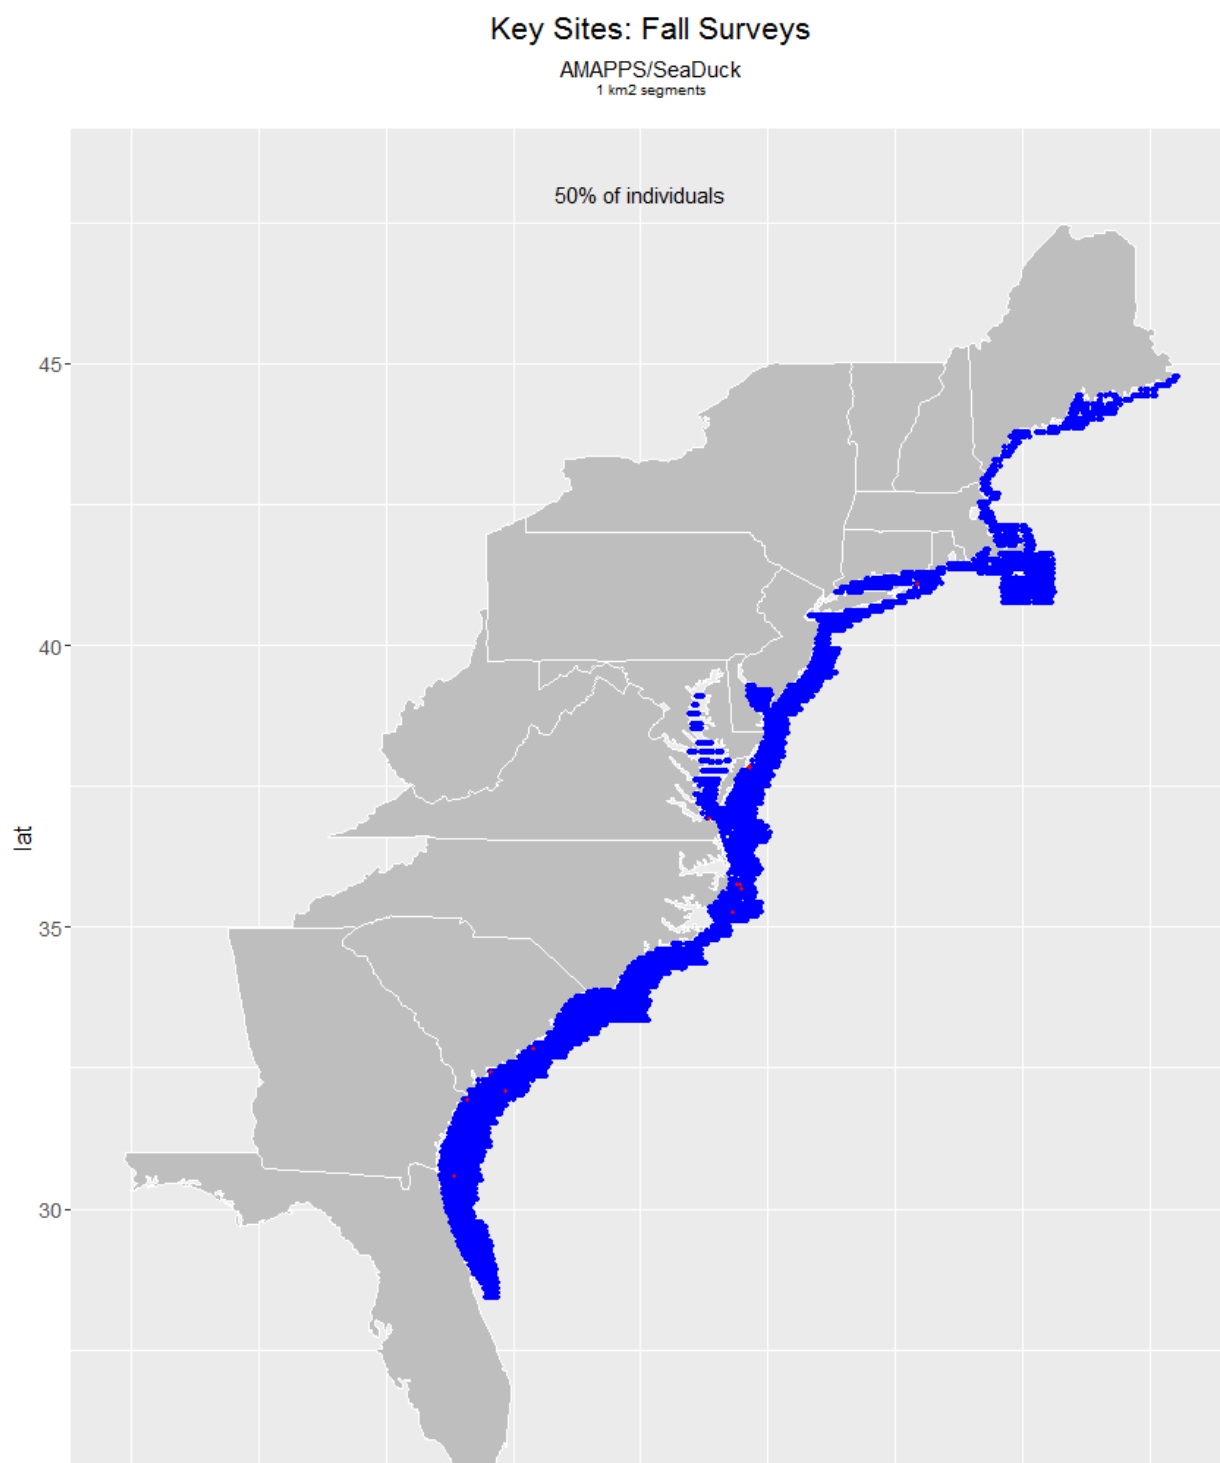 Key Sites: Fall Surveys
AMAPPS/SeaDuck
1 km2 segments
50% of individuals
45
40
lat
35
30